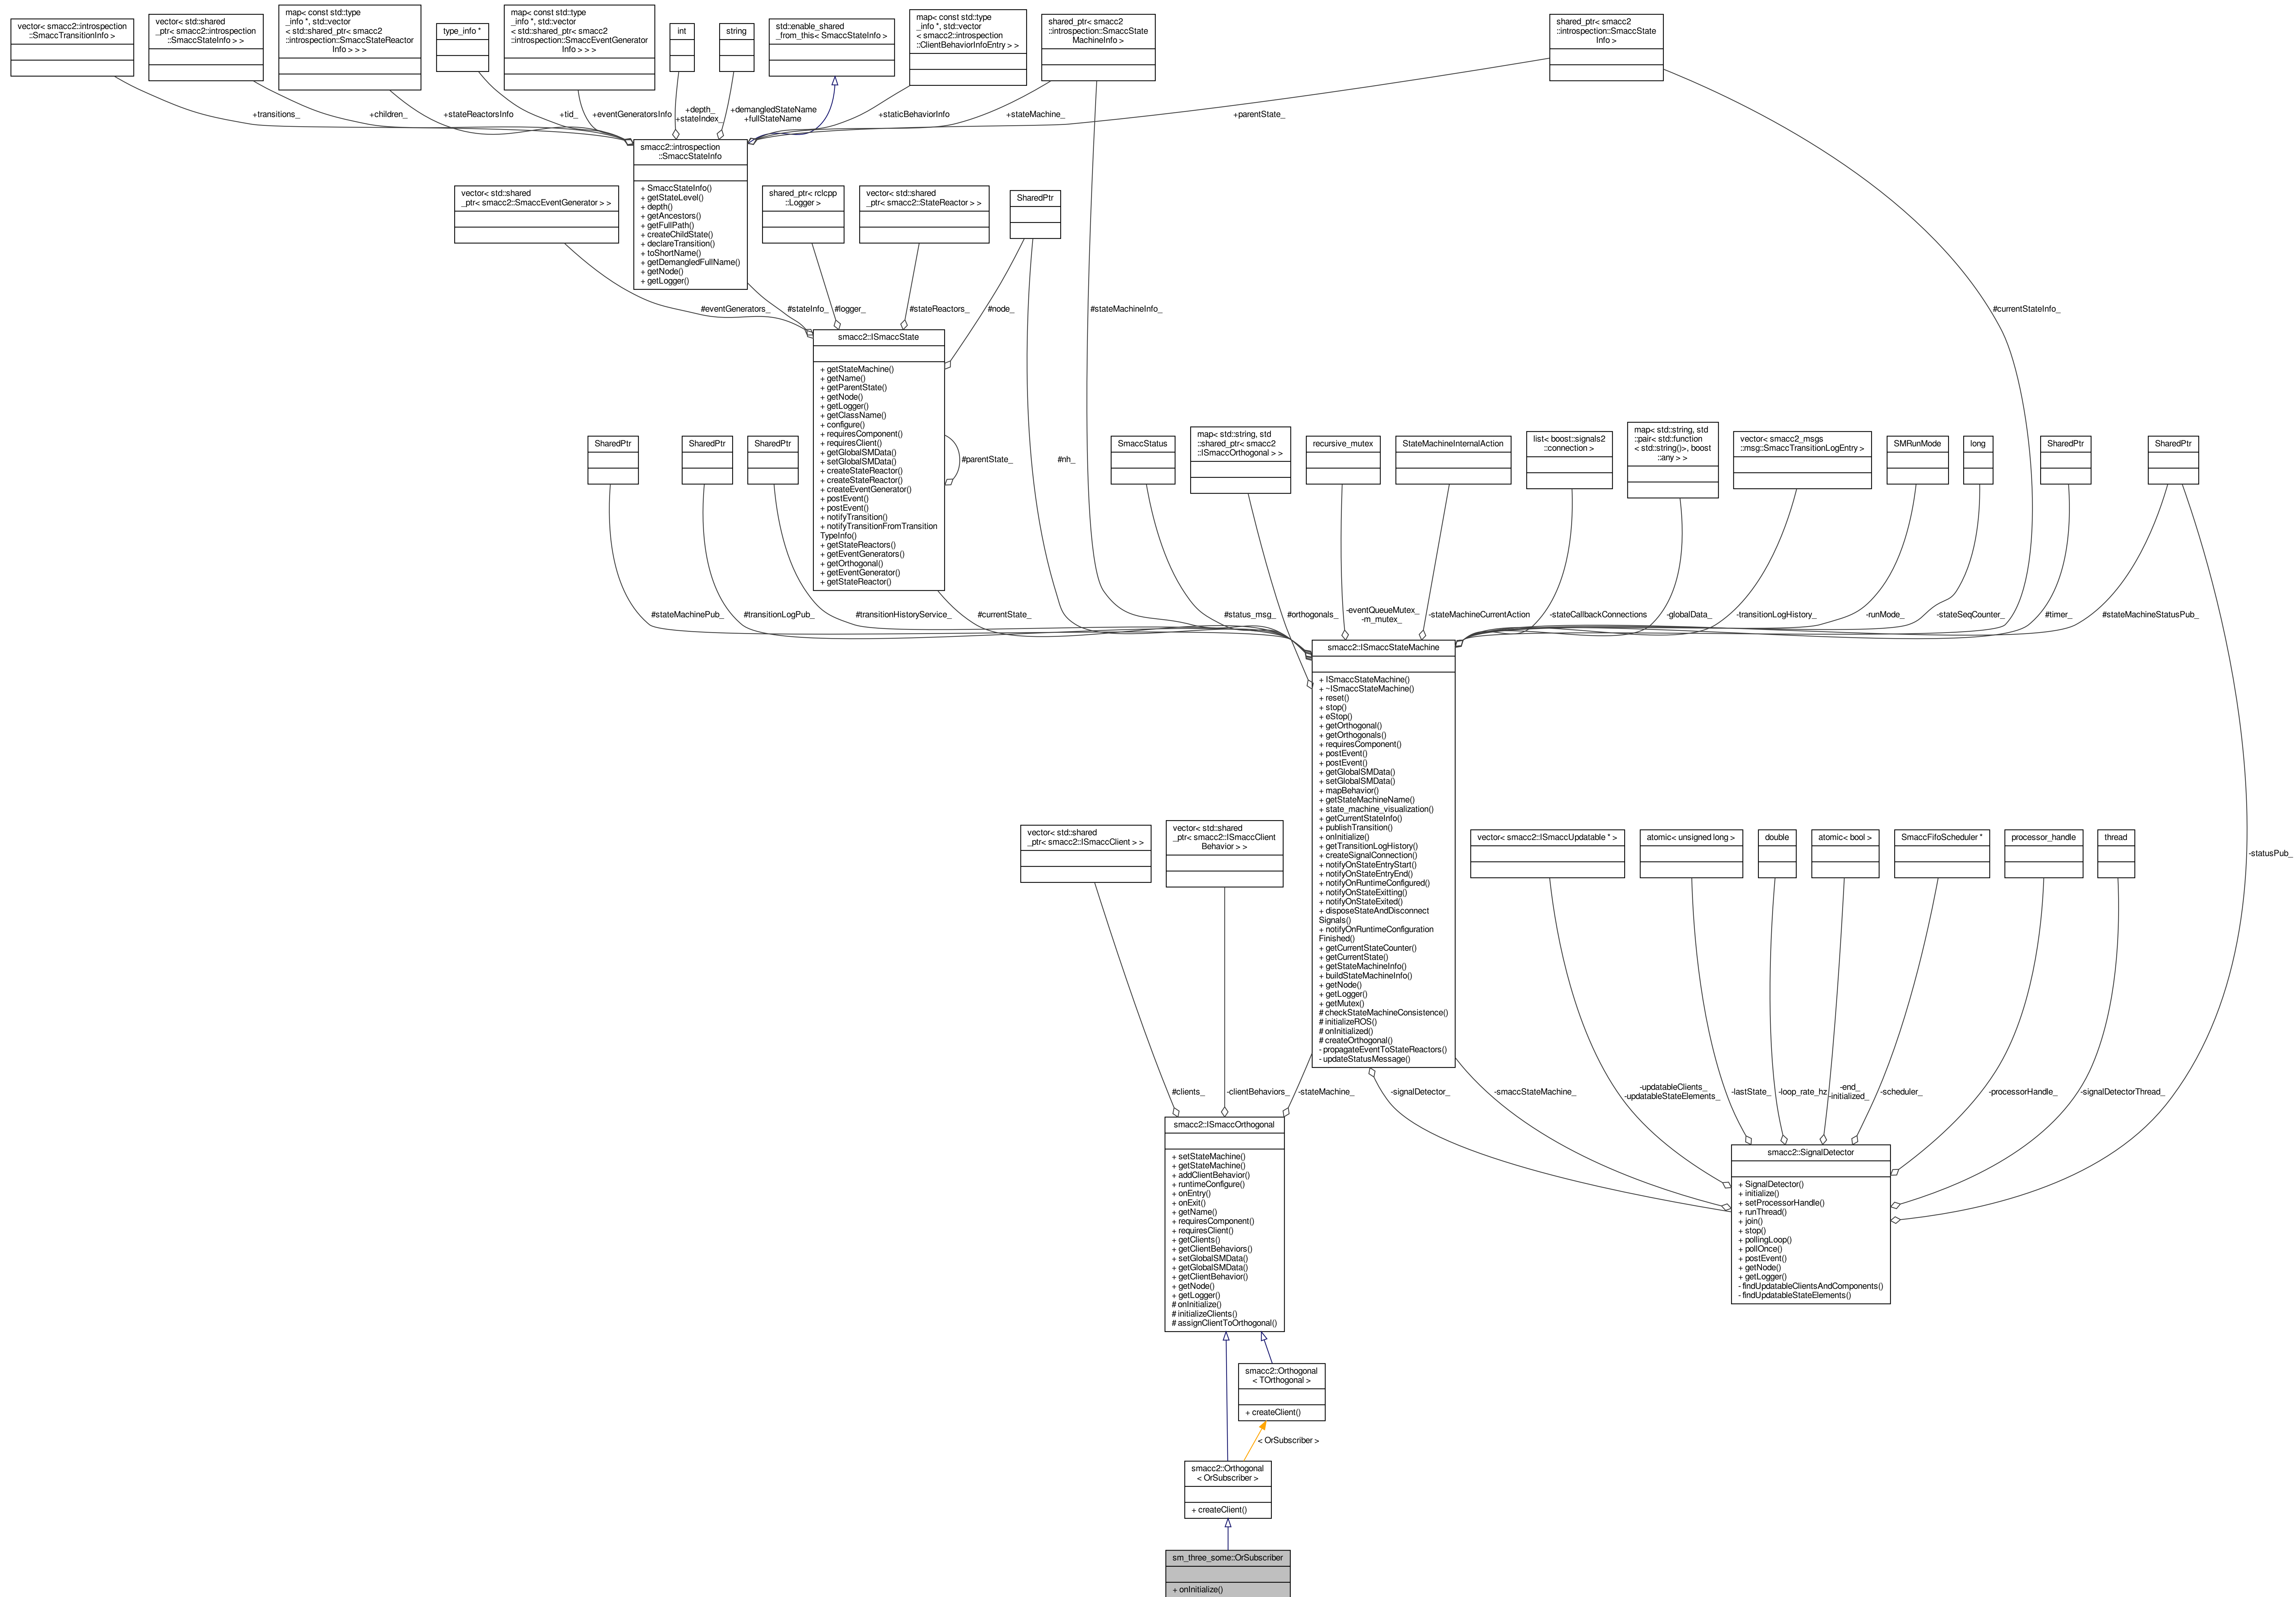 vector< smacc2::introspection
::SmaccTransitionInfo >
vector< std::shared
_ptr< smacc2::introspection
::SmaccStateInfo > >
map< const std::type
_info *, std::vector
< std::shared_ptr< smacc2
::introspection::SmaccStateReactor
Info > > >
type_info *
map< const std::type
_info *, std::vector
< std::shared_ptr< smacc2
::introspection::SmaccEventGenerator
Info > > >
int
string
std::enable_shared
_from_this< SmaccStateInfo >
map< const std::type
_info *, std::vector
< smacc2::introspection
::ClientBehaviorInfoEntry > >
shared_ptr< smacc2
::introspection::SmaccState
MachineInfo >
shared_ptr< smacc2
::introspection::SmaccState
Info >
+transitions_
+children_
+stateReactorsInfo
+tid_
+eventGeneratorsInfo
+depth_
+stateIndex_
+demangledStateName
+fullStateName
+staticBehaviorInfo
+stateMachine_
+parentState_
smacc2::introspection
::SmaccStateInfo
+ SmaccStateInfo()
+ getStateLevel()
+ depth()
+ getAncestors()
+ getFullPath()
+ createChildState()
+ declareTransition()
+ toShortName()
+ getDemangledFullName()
+ getNode()
+ getLogger()
vector< std::shared
_ptr< smacc2::SmaccEventGenerator > >
shared_ptr< rclcpp
::Logger >
vector< std::shared
_ptr< smacc2::StateReactor > >
SharedPtr
#eventGenerators_
#stateInfo_
#logger_
#stateReactors_
#node_
#stateMachineInfo_
#currentStateInfo_
smacc2::ISmaccState
+ getStateMachine()
+ getName()
+ getParentState()
+ getNode()
+ getLogger()
+ getClassName()
+ configure()
+ requiresComponent()
+ requiresClient()
+ getGlobalSMData()
+ setGlobalSMData()
+ createStateReactor()
+ createStateReactor()
+ createEventGenerator()
+ postEvent()
+ postEvent()
+ notifyTransition()
+ notifyTransitionFromTransition
TypeInfo()
+ getStateReactors()
+ getEventGenerators()
+ getOrthogonal()
+ getEventGenerator()
+ getStateReactor()
#parentState_
#nh_
SharedPtr
SharedPtr
SharedPtr
SmaccStatus
map< std::string, std
::shared_ptr< smacc2
::ISmaccOrthogonal > >
recursive_mutex
StateMachineInternalAction
list< boost::signals2
::connection >
map< std::string, std
::pair< std::function
< std::string()>, boost
::any > >
vector< smacc2_msgs
::msg::SmaccTransitionLogEntry >
SMRunMode
long
SharedPtr
SharedPtr
#stateMachinePub_
#transitionLogPub_
#transitionHistoryService_
#currentState_
#status_msg_
#orthogonals_
-eventQueueMutex_
-m_mutex_
-stateMachineCurrentAction
-stateCallbackConnections
-globalData_
-transitionLogHistory_
-runMode_
-stateSeqCounter_
#timer_
#stateMachineStatusPub_
smacc2::ISmaccStateMachine
+ ISmaccStateMachine()
+ ~ISmaccStateMachine()
+ reset()
+ stop()
+ eStop()
+ getOrthogonal()
+ getOrthogonals()
+ requiresComponent()
+ postEvent()
+ postEvent()
+ getGlobalSMData()
+ setGlobalSMData()
+ mapBehavior()
+ getStateMachineName()
+ state_machine_visualization()
+ getCurrentStateInfo()
+ publishTransition()
+ onInitialize()
+ getTransitionLogHistory()
+ createSignalConnection()
+ notifyOnStateEntryStart()
+ notifyOnStateEntryEnd()
+ notifyOnRuntimeConfigured()
+ notifyOnStateExitting()
+ notifyOnStateExited()
+ disposeStateAndDisconnect
Signals()
+ notifyOnRuntimeConfiguration
Finished()
+ getCurrentStateCounter()
+ getCurrentState()
+ getStateMachineInfo()
+ buildStateMachineInfo()
+ getNode()
+ getLogger()
+ getMutex()
# checkStateMachineConsistence()
# initializeROS()
# onInitialized()
# createOrthogonal()
- propagateEventToStateReactors()
- updateStatusMessage()
vector< std::shared
_ptr< smacc2::ISmaccClient > >
vector< std::shared
_ptr< smacc2::ISmaccClient
Behavior > >
vector< smacc2::ISmaccUpdatable * >
atomic< unsigned long >
double
atomic< bool >
SmaccFifoScheduler *
processor_handle
thread
-statusPub_
#clients_
-clientBehaviors_
-stateMachine_
-signalDetector_
-smaccStateMachine_
-updatableClients_
-updatableStateElements_
-lastState_
-loop_rate_hz
-end_
-initialized_
-scheduler_
-processorHandle_
-signalDetectorThread_
smacc2::ISmaccOrthogonal
+ setStateMachine()
+ getStateMachine()
+ addClientBehavior()
+ runtimeConfigure()
+ onEntry()
+ onExit()
+ getName()
+ requiresComponent()
+ requiresClient()
+ getClients()
+ getClientBehaviors()
+ setGlobalSMData()
+ getGlobalSMData()
+ getClientBehavior()
+ getNode()
+ getLogger()
# onInitialize()
# initializeClients()
# assignClientToOrthogonal()
smacc2::SignalDetector
+ SignalDetector()
+ initialize()
+ setProcessorHandle()
+ runThread()
+ join()
+ stop()
+ pollingLoop()
+ pollOnce()
+ postEvent()
+ getNode()
+ getLogger()
- findUpdatableClientsAndComponents()
- findUpdatableStateElements()
smacc2::Orthogonal
< TOrthogonal >
+ createClient()
< OrSubscriber >
smacc2::Orthogonal
< OrSubscriber >
+ createClient()
sm_three_some::OrSubscriber
+ onInitialize()